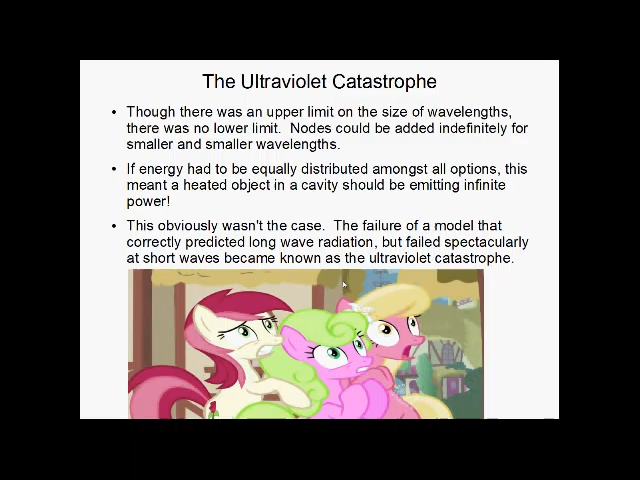 The Ultraviolet Catastrophe
• Though there was an upper limit on the size of wavelengths,
there was no lower limit.  Nodes could be added indefinitely for
smaller and smaller wavelengths.
• If energy had to be equally distributed amongst all options, this
meant a heated object in a cavity should be emitting infinite
power!
• This obviously wasn't the case.  The failure of a model that
correctly predicted long wave radiation, but failed spectacularly
at short waves became known as the ultraviolet catastrophe.